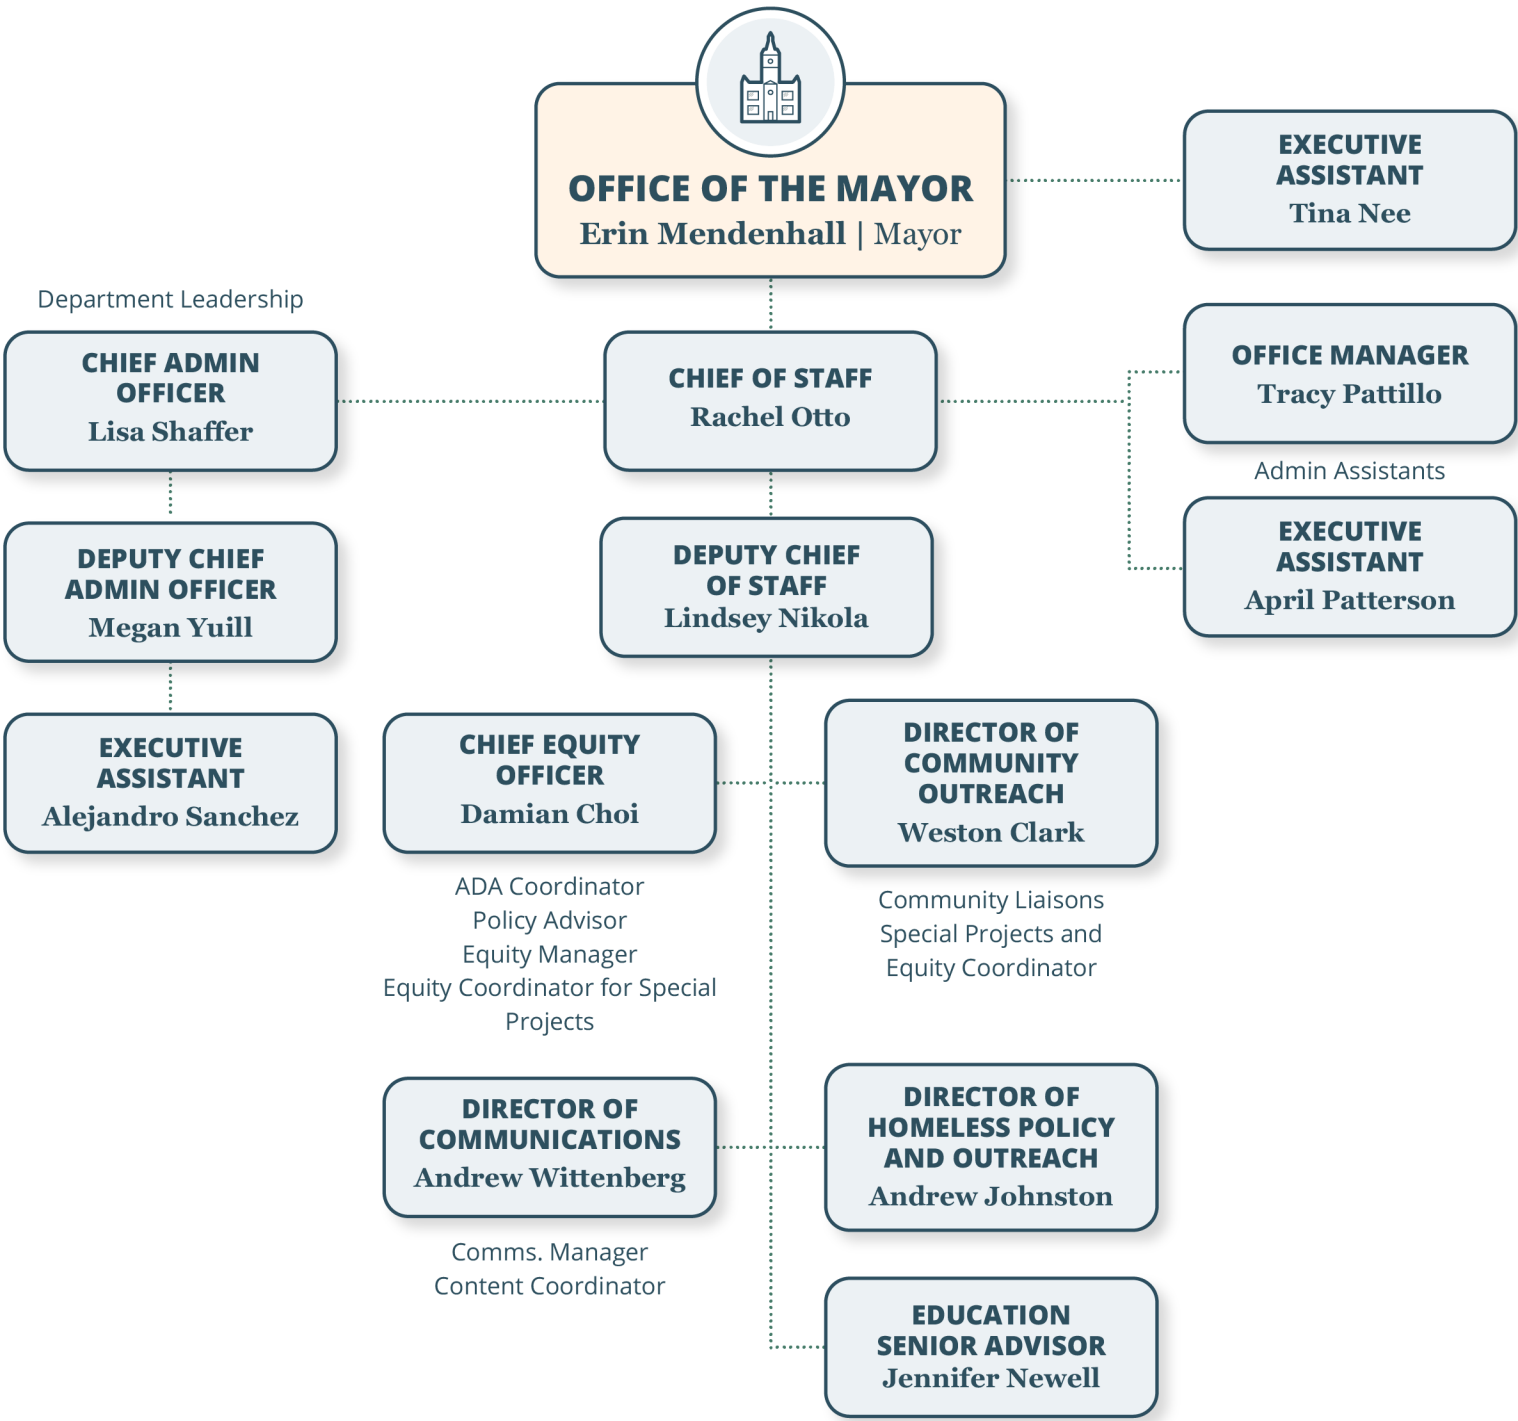 OFFICE OF THE MAYOR
Erin Mendenhall | Mayor
EXECUTIVE
ASSISTANT
Tina Nee
Department Leadership
CHIEF ADMIN
OFFICER
Lisa Shaffer
CHIEF OF STAFF
Rachel Otto
OFFICE MANAGER
Tracy Pattillo
Admin Assistants
DEPUTY CHIEF
ADMIN OFFICER
Megan Yuill
DEPUTY CHIEF
OF STAFF
Lindsey Nikola
EXECUTIVE
ASSISTANT
April Patterson
EXECUTIVE
ASSISTANT
Alejandro Sanchez
CHIEF EQUITY
OFFICER
Damian Choi
ADA Coordinator
Policy Advisor
Equity Manager
Equity Coordinator for Special
Projects
DIRECTOR OF
COMMUNITY
OUTREACH
Weston Clark
Community Liaisons
Special Projects and
Equity Coordinator
DIRECTOR OF
COMMUNICATIONS
Andrew Wittenberg
Comms. Manager
Content Coordinator
DIRECTOR OF
HOMELESS POLICY
AND OUTREACH
Andrew Johnston
EDUCATION
SENIOR ADVISOR
Jennifer Newell